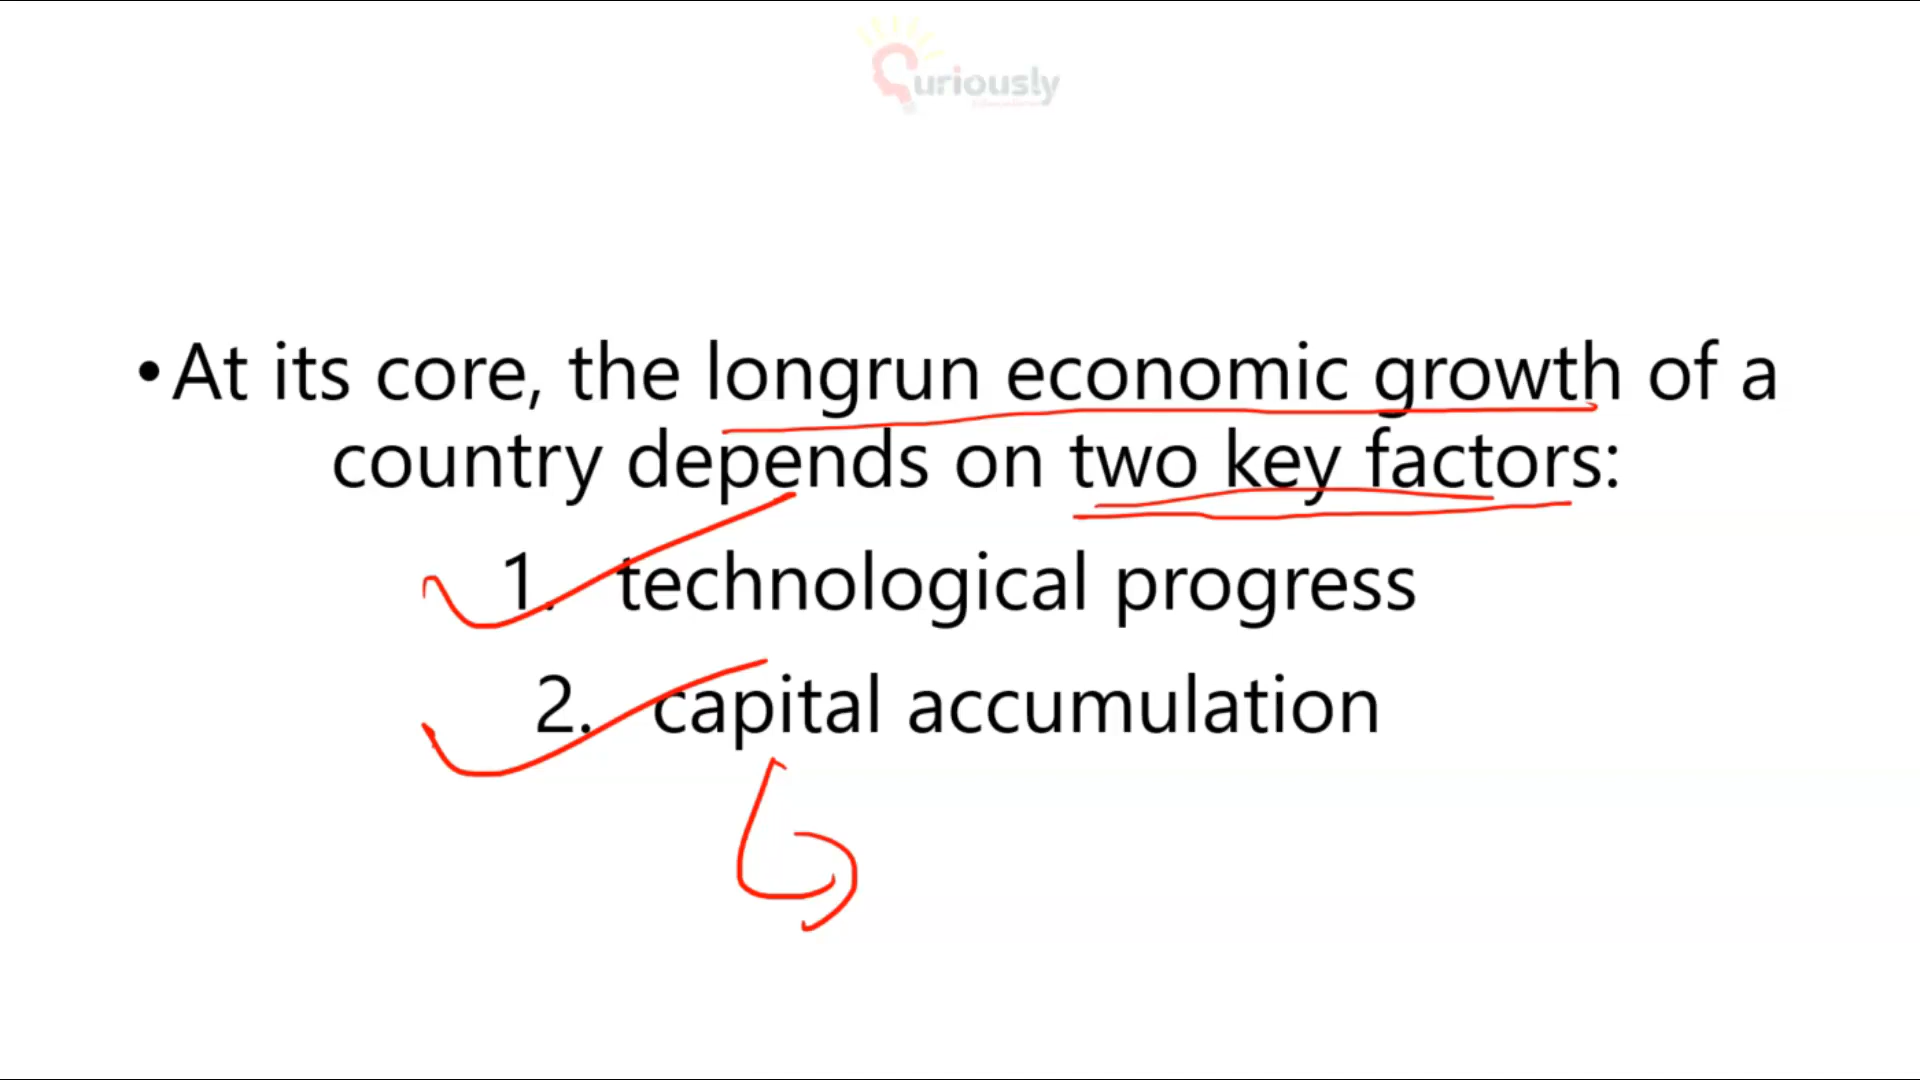 Curiously
• At its core, the longrun economic growth of a
country depends on two key factors:
1. technological progress
2. capital accumulation